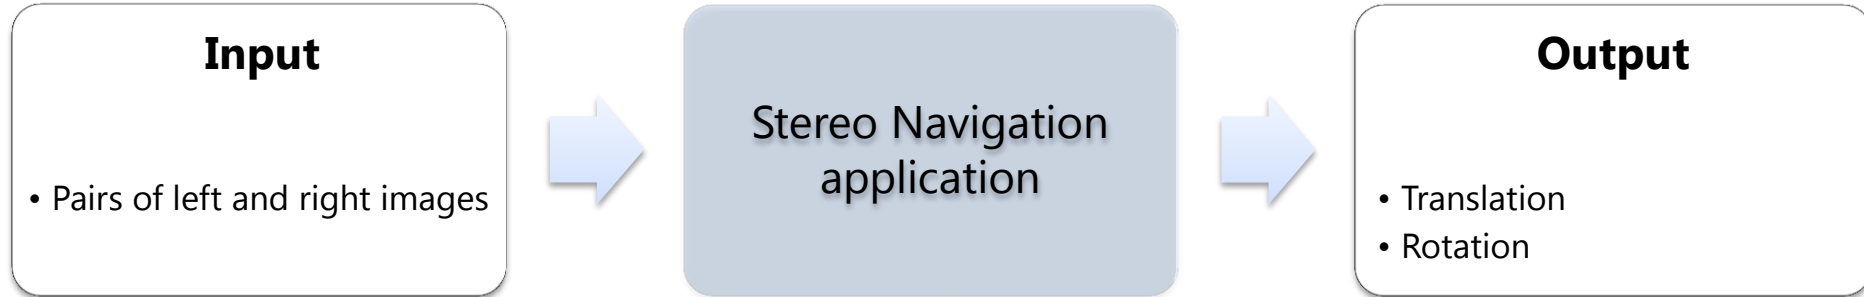 Input
• Pairs of left and right images
Stereo Navigation
application
Output
• Translation
• Rotation